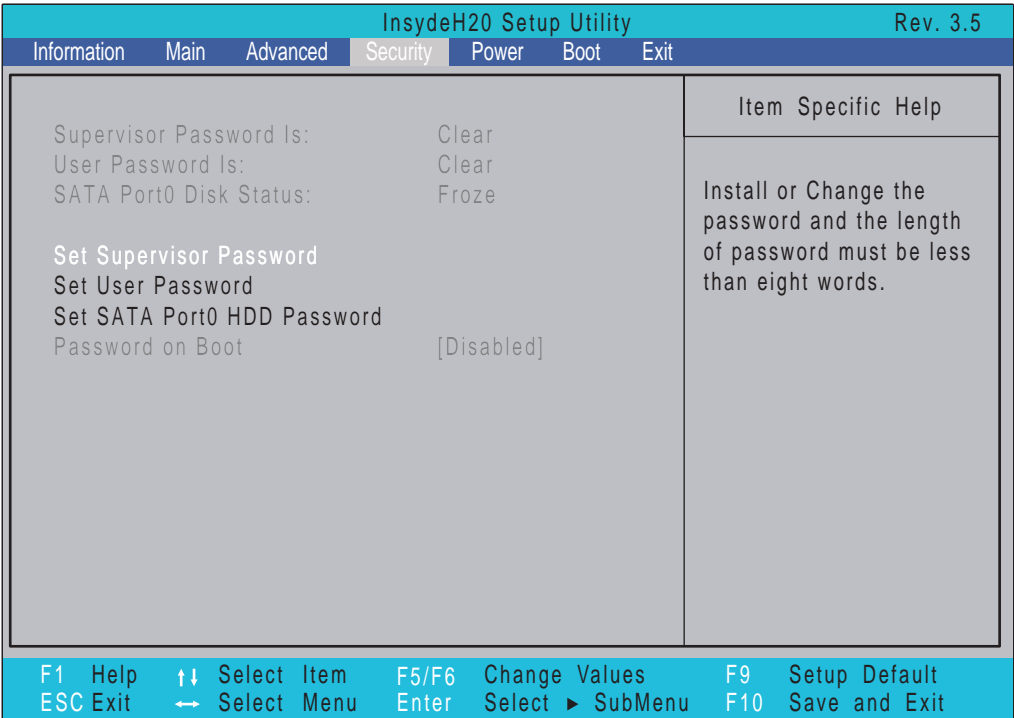 InsydeH20 Setup Utility Rev. 3.5
Information Main Advanced Security Power Boot Exit
Item Specific Help
Supervisor Password Is: Clear
User Password Is: Clear
SATA Port0 Disk Status: Froze
Set Supervisor Password
Set User Password
Set SATA Port0 HDD Password
Password on Boot [Disabled]
Install or Change the
password and the length
of password must be less
than eight words.
F1 Help ↑↓ Select Item F5/F6 Change Values F9 Setup Default
ESC Exit ↔ Select Menu Enter Select ► SubMenu F10 Save and Exit